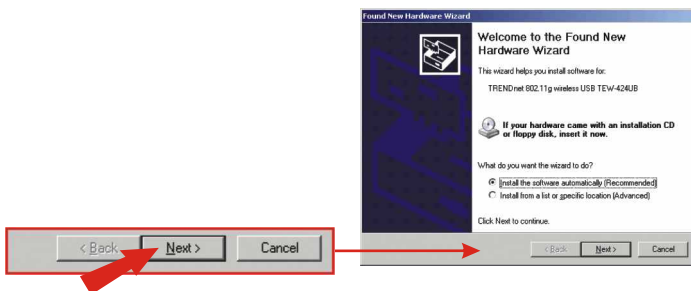 Found New Hardware Wizard
Welcome to the Found New
Hardware Wizard
This wizard helps you install software for:
TRENDnet 802.11g wireless USB TEW-424UB
If your hardware came with an installation CD
or floppy disk, insert it now.
What do you want the wizard to do?
Install the software automatically (Recommended)
Install from a list or specific location (Advanced)
Click Next to continue.
< Back Next > Cancel
< Back Next > Cancel